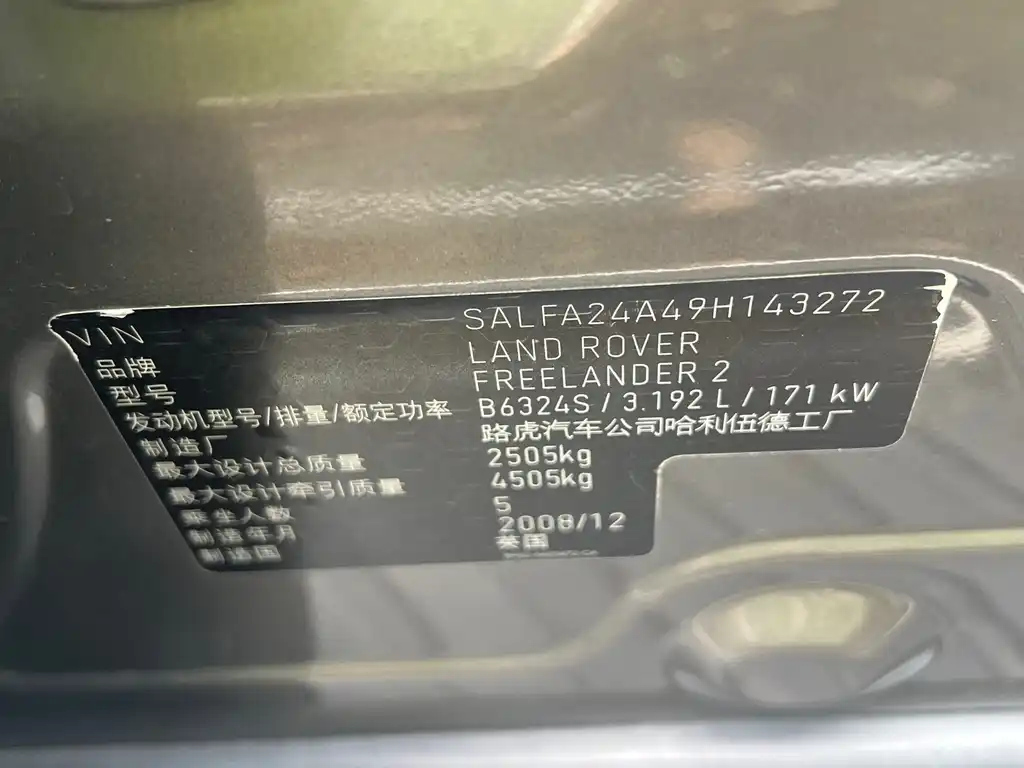 VIN SALFA24A49H143272
品牌 LAND ROVER
型号 FREELANDER 2
发动机型号/排量/额定功率 B6324S / 3.192 L / 171 kW
制造厂 路虎汽车公司哈利伍德工厂
最大设计总质量 2505kg
最大设计牵引质量 4505kg
乘坐人数 5
制造年月 2008/12
制造国 英国